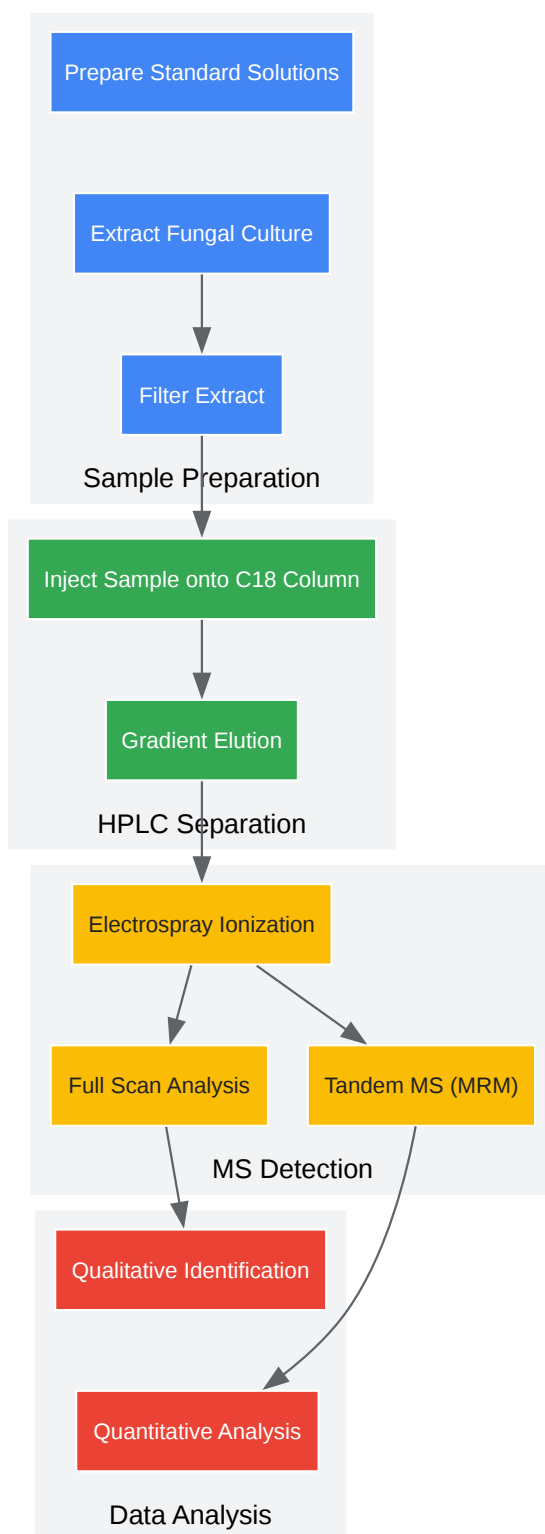 Prepare Standard Solutions
Extract Fungal Culture
Filter Extract
Sample Preparation
Inject Sample onto C18 Column
Gradient Elution
HPLC Separation
Electrospray Ionization
Full Scan Analysis
Tandem MS (MRM)
MS Detection
Qualitative Identification
Quantitative Analysis
Data Analysis